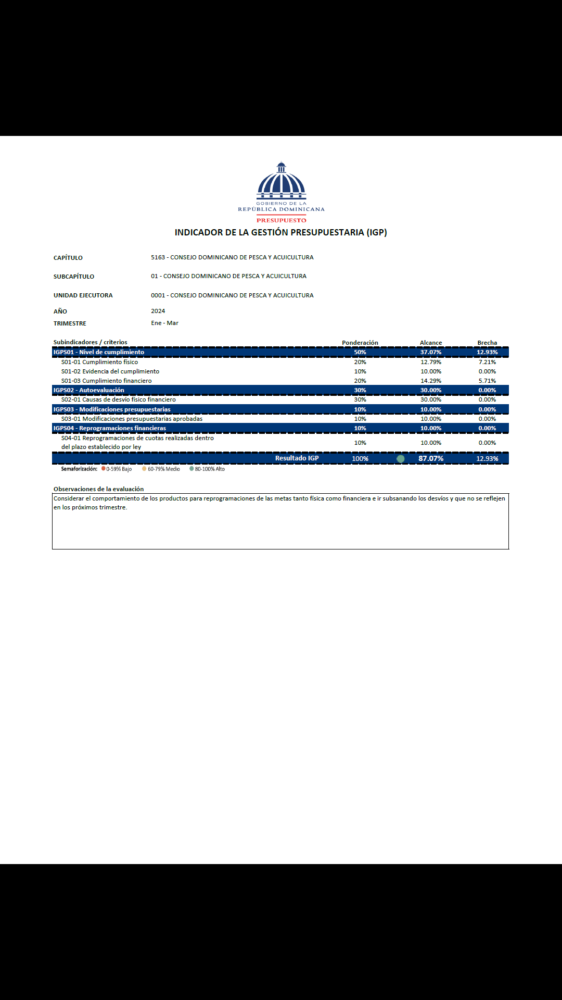 GOBIERNO DE LA
REPÚBLICA DOMINICANA
PRESUPUESTO
INDICADOR DE LA GESTIÓN PRESUPUESTARIA (IGP)
CAPÍTULO 5163 - CONSEJO DOMINICANO DE PESCA Y ACUICULTURA
SUBCAPÍTULO 01 - CONSEJO DOMINICANO DE PESCA Y ACUICULTURA
UNIDAD EJECUTORA 0001 - CONSEJO DOMINICANO DE PESCA Y ACUICULTURA
AÑO 2024
TRIMESTRE Ene - Mar
Subindicadores / criterios Ponderación Alcance Brecha
IGPS01 - Nivel de cumplimiento 50% 37.07% 12.93%
S01-01 Cumplimiento físico 20% 12.79% 7.21%
S01-02 Evidencia del cumplimiento 10% 10.00% 0.00%
S01-03 Cumplimiento financiero 20% 14.29% 5.71%
IGPS02 - Autoevaluación 30% 30.00% 0.00%
S02-01 Causas de desvío físico financiero 30% 30.00% 0.00%
IGPS03 - Modificaciones presupuestarias 10% 10.00% 0.00%
S03-01 Modificaciones presupuestarias aprobadas 10% 10.00% 0.00%
IGPS04 - Reprogramaciones financieras 10% 10.00% 0.00%
S04-01 Reprogramaciones de cuotas realizadas dentro
del plazo establecido por ley 10% 10.00% 0.00%
Resultado IGP 100% 87.07% 12.93%
Semaforización: 0-59% Bajo 60-79% Medio 80-100% Alto
Observaciones de la evaluación
Considerar el comportamiento de los productos para reprogramaciones de las metas tanto física como financiera e ir subsanando los desvíos y que no se reflejen
en los próximos trimestre.